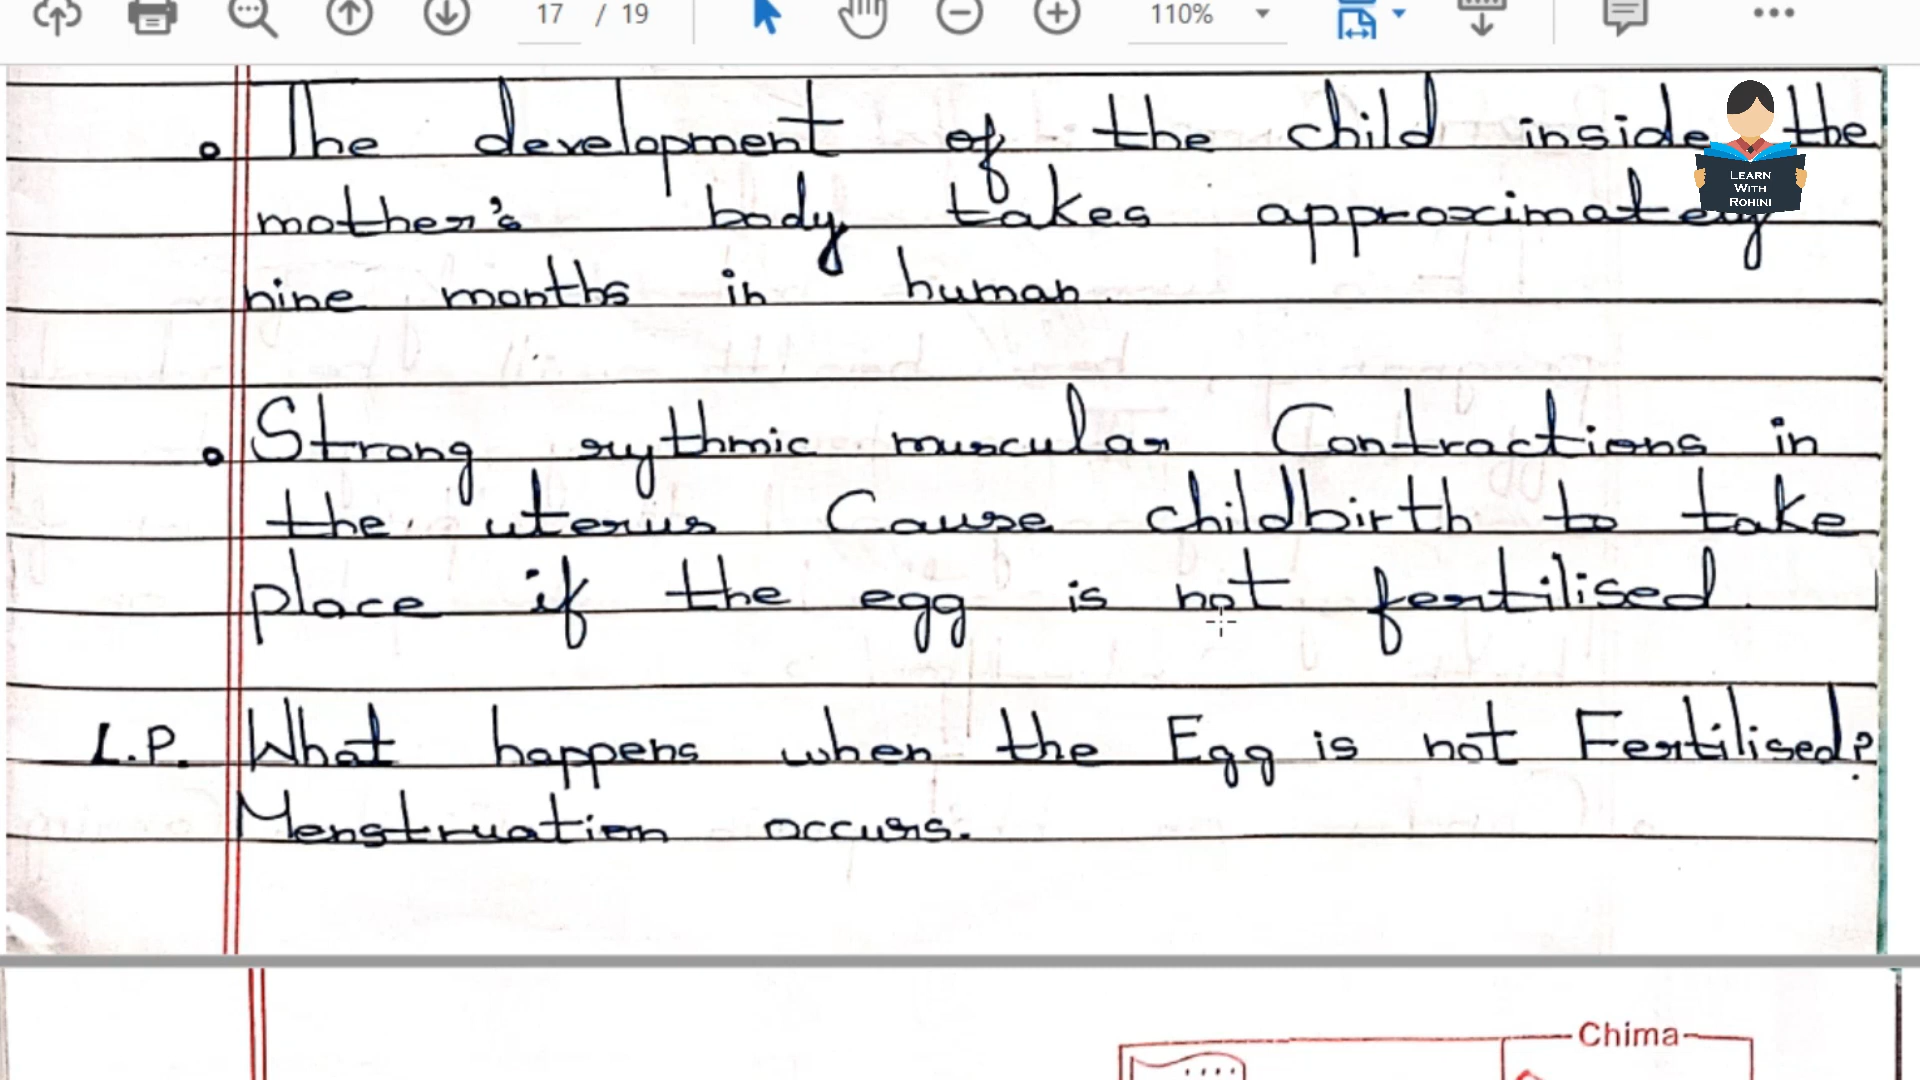 17 / 19
110%
The development of the child inside the
mother's body takes approximately
nine months in human.
LEARN
WITH
ROHINI
Strong rythmic muscular Contractions in
the uterus Cause childbirth to take
place if the egg is not fertilised.
L.P. What happens when the Egg is not Fertilised?
Menstruation occurs.
Chima